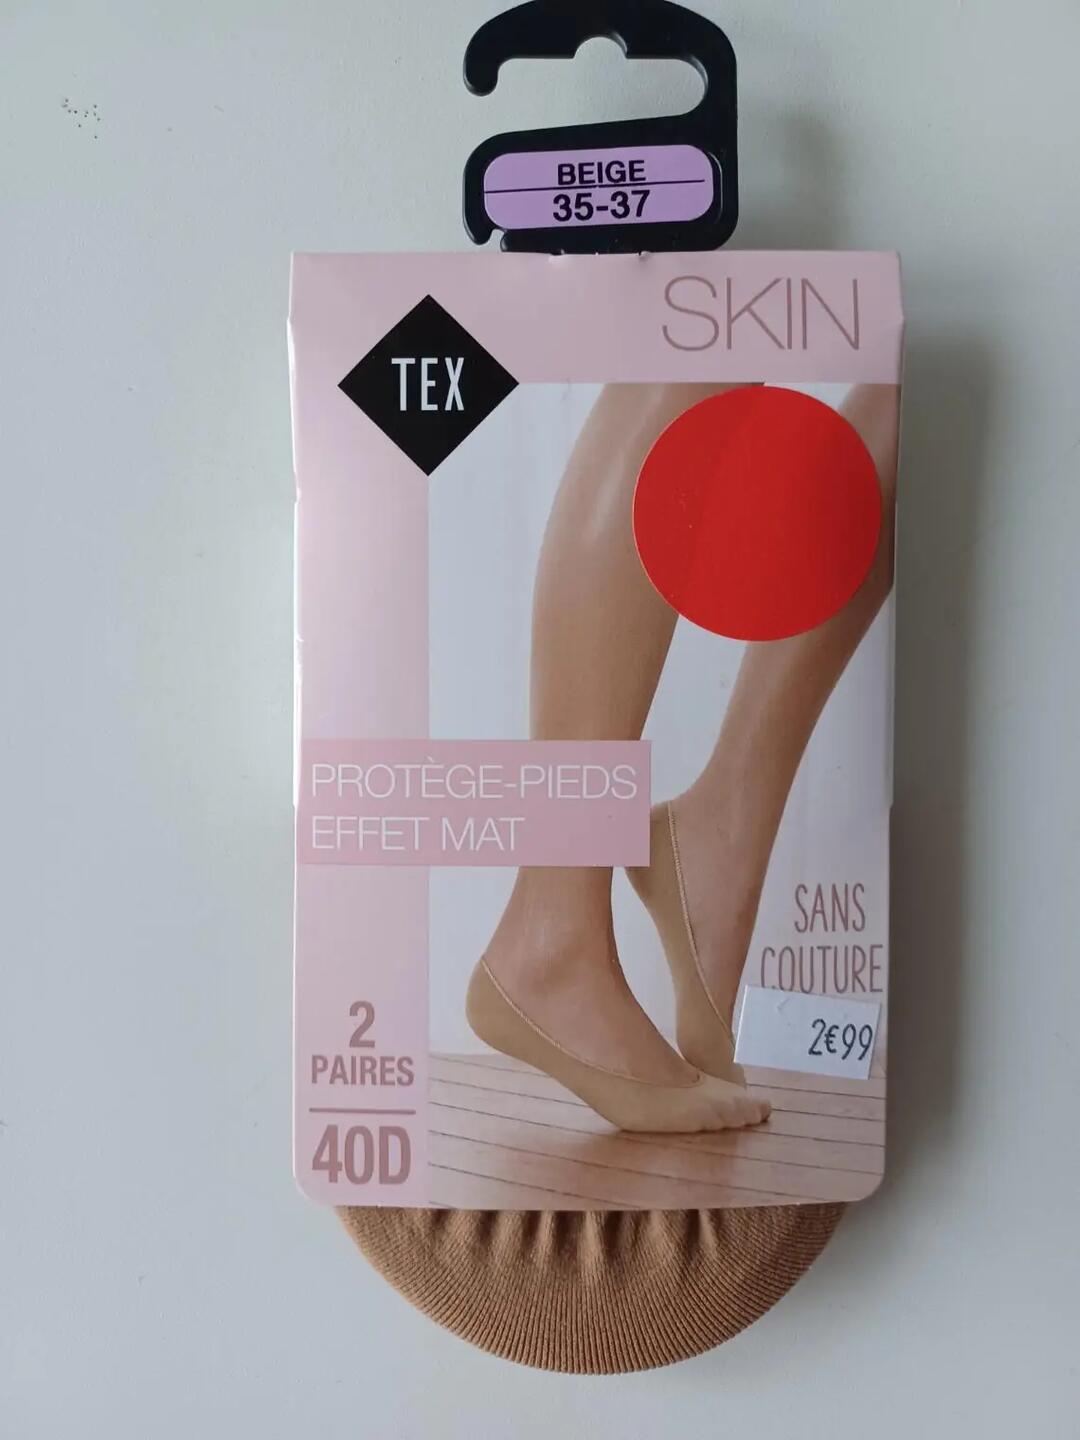 BEIGE
35-37
SKIN
TEX
PROTÈGE-PIEDS
EFFET MAT
SANS
COUTURE
2€99
2
PAIRES
40D